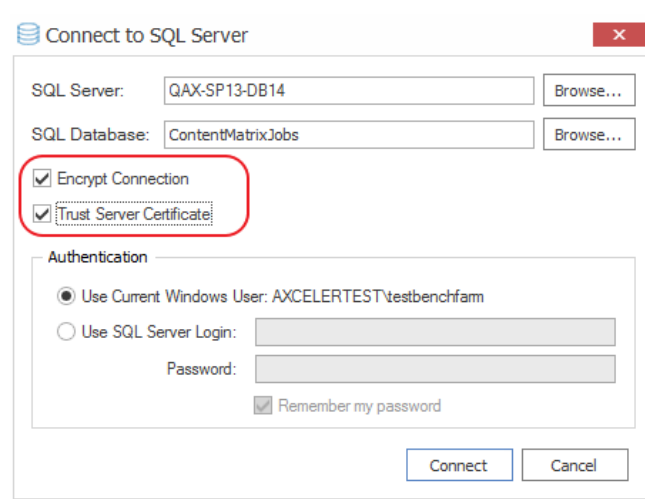 Connect to SQL Server
SQL Server: QAX-SP13-DB14 Browse...
SQL Database: ContentMatrixJobs Browse...
Encrypt Connection
Trust Server Certificate
Authentication
Use Current Windows User: AXCELERTEST\testbenchfarm
Use SQL Server Login:
Password:
Remember my password
Connect Cancel